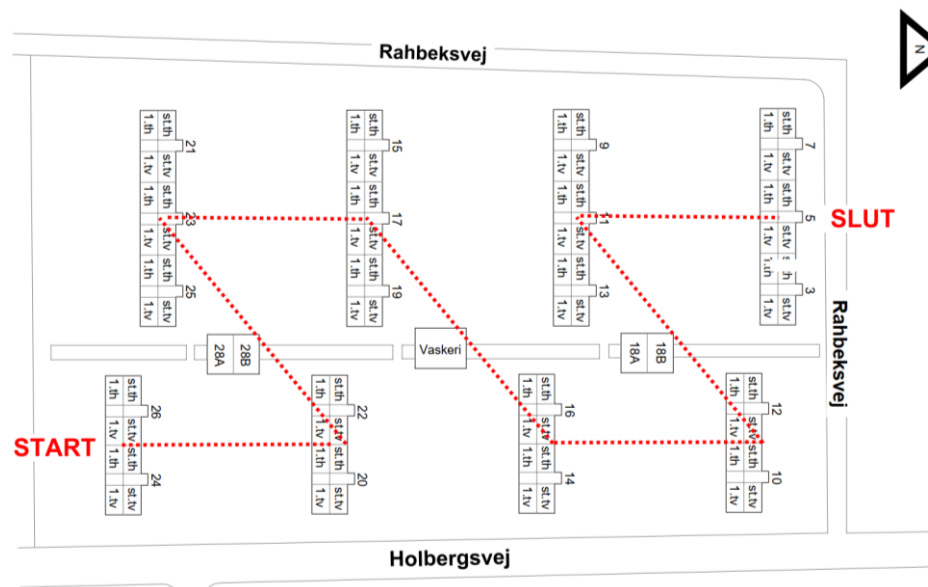 Rahbeksvej
N
st.th
1.th
21
st.tv
1.tv
st.th
1.th
23
st.tv
1.tv
st.th
1.th
25
st.tv
1.tv
st.th
1.th
15
st.tv
1.tv
st.th
1.th
17
st.tv
1.tv
st.th
1.th
19
st.tv
1.tv
st.th
1.th
9
st.tv
1.tv
st.th
1.th
11
st.tv
1.tv
st.th
1.th
13
st.tv
1.tv
st.th
1.th
7
st.tv
1.tv
st.th
1.th
5
st.tv
1.tv
1.th
3
st.tv
1.tv
SLUT
Rahbeksvej
28A
28B
Vaskeri
18A
18B
START
st.th
1.th
26
st.tv
1.tv
st.th
1.th
24
st.tv
1.tv
st.th
1.th
22
st.tv
1.tv
st.th
1.th
20
st.tv
1.tv
st.th
1.th
16
st.tv
1.tv
st.th
1.th
14
st.tv
1.tv
st.th
1.th
12
st.tv
1.tv
st.th
1.th
10
st.tv
1.tv
Holbergsvej